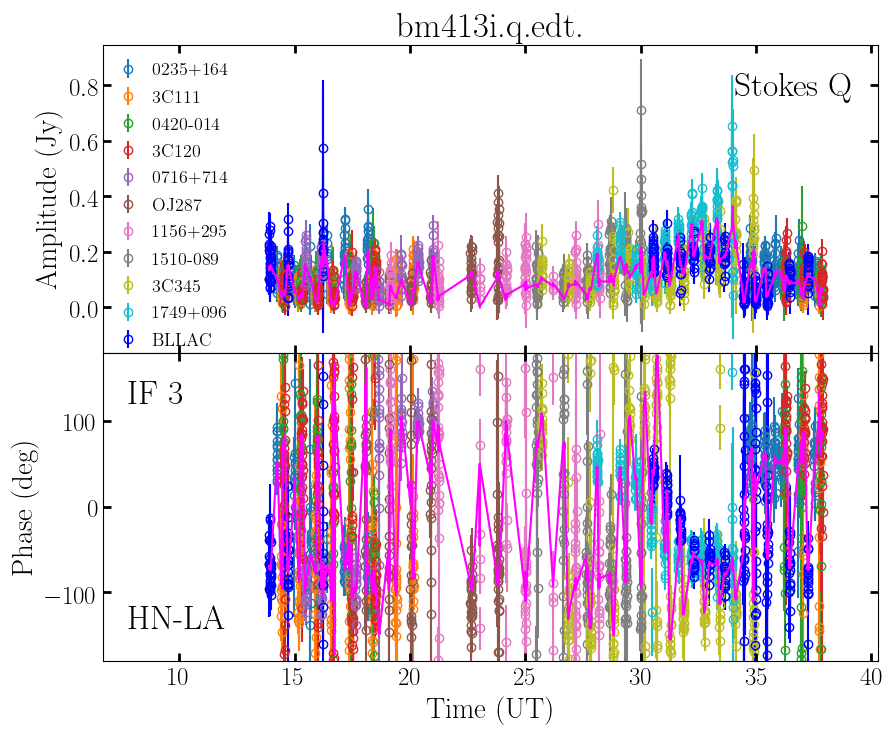 bm413i.q.edt.
Stokes Q
0235+164
3C111
0420-014
3C120
0716+714
OJ287
1156+295
1510-089
3C345
1749+096
BLLAC
0.8
0.6
0.4
0.2
0.0
Amplitude (Jy)
IF 3
HN-LA
100
0
−100
Phase (deg)
10 15 20 25 30 35 40
Time (UT)